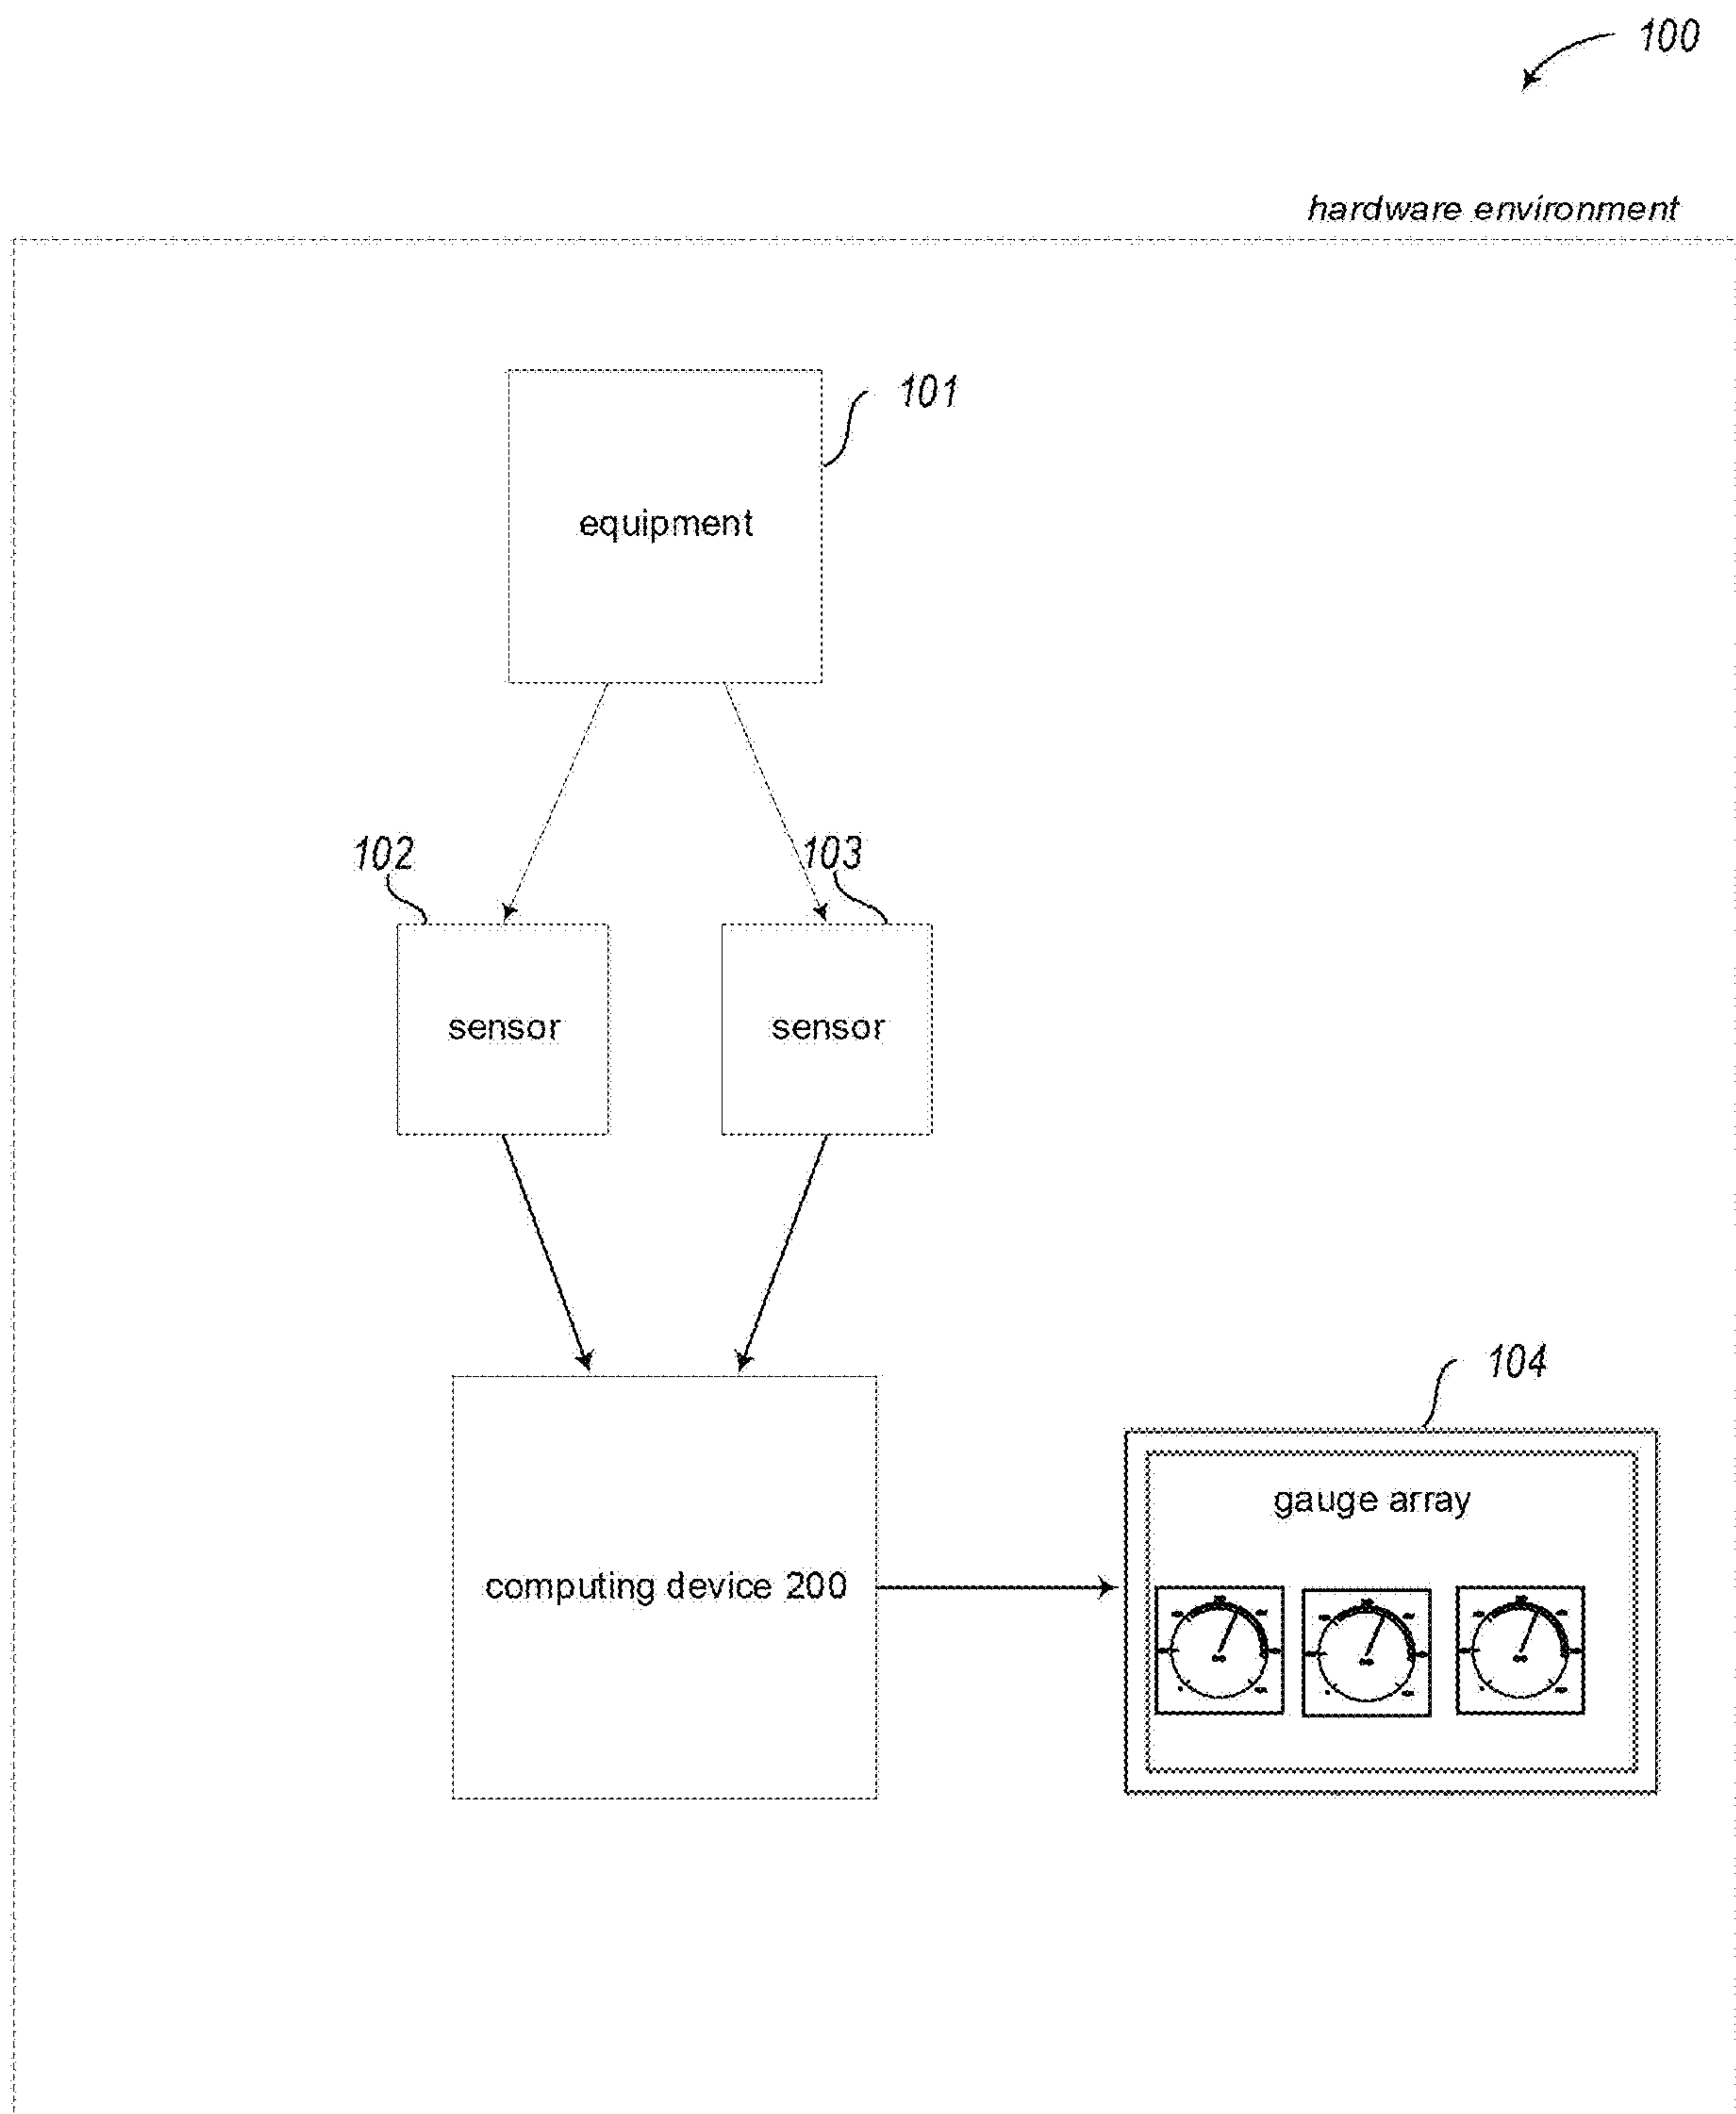 100
hardware environment
101
equipment
102
103
sensor
sensor
104
gauge array
computing device 200